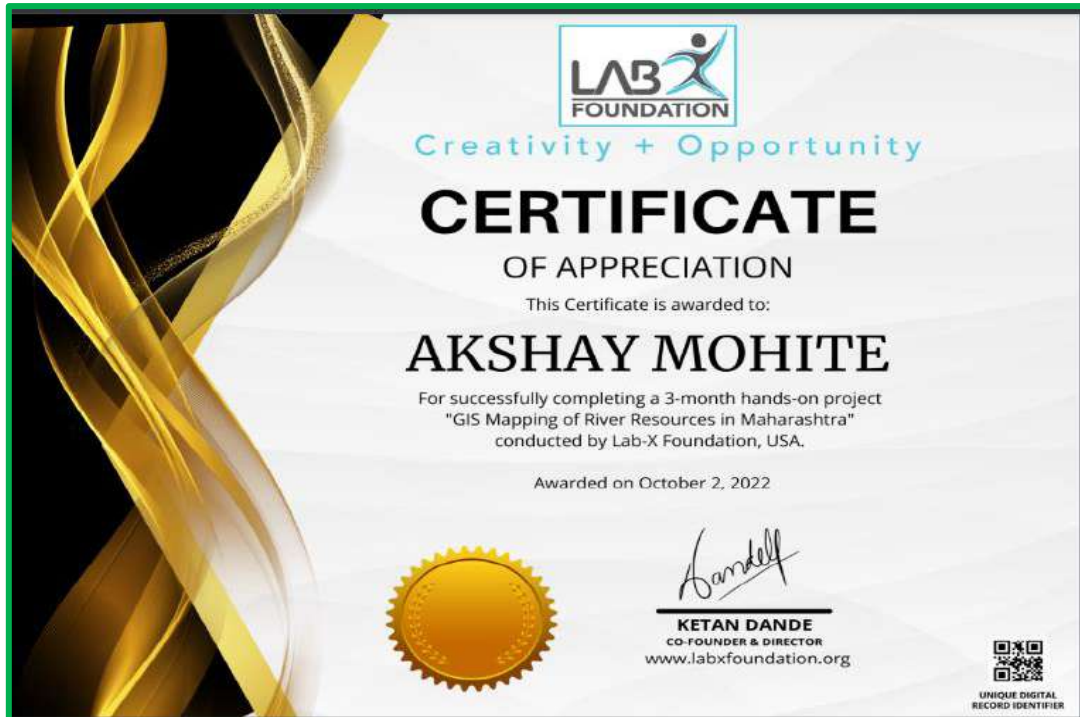 LAB
FOUNDATION
Creativity + Opportunity
CERTIFICATE
OF APPRECIATION
This Certificate is awarded to:
AKSHAY MOHITE
For successfully completing a 3-month hands-on project
"GIS Mapping of River Resources in Maharashtra"
conducted by Lab-X Foundation, USA.
Awarded on October 2, 2022
KETAN DANDE
CO-FOUNDER & DIRECTOR
www.labxfoundation.org
UNIQUE DIGITAL
RECORD IDENTIFIER